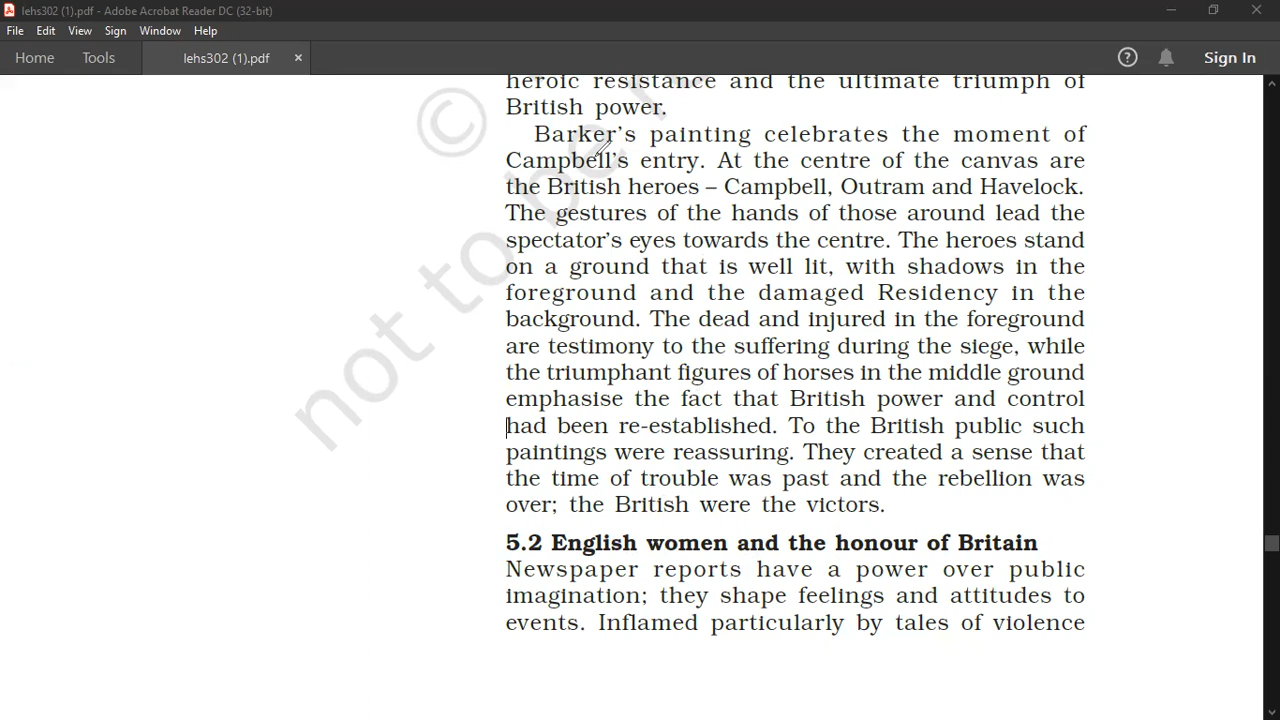 lehs302 (1).pdf - Adobe Acrobat Reader DC (32-bit)
File Edit View Sign Window Help
Home Tools lehs302 (1).pdf × Sign In
heroic resistance and the ultimate triumph of
British power.
Barker's painting celebrates the moment of
Campbell's entry. At the centre of the canvas are
the British heroes – Campbell, Outram and Havelock.
The gestures of the hands of those around lead the
spectator's eyes towards the centre. The heroes stand
on a ground that is well lit, with shadows in the
foreground and the damaged Residency in the
background. The dead and injured in the foreground
are testimony to the suffering during the siege, while
the triumphant figures of horses in the middle ground
emphasise the fact that British power and control
had been re-established. To the British public such
paintings were reassuring. They created a sense that
the time of trouble was past and the rebellion was
over; the British were the victors.
5.2 English women and the honour of Britain
Newspaper reports have a power over public
imagination; they shape feelings and attitudes to
events. Inflamed particularly by tales of violence
©
not to be